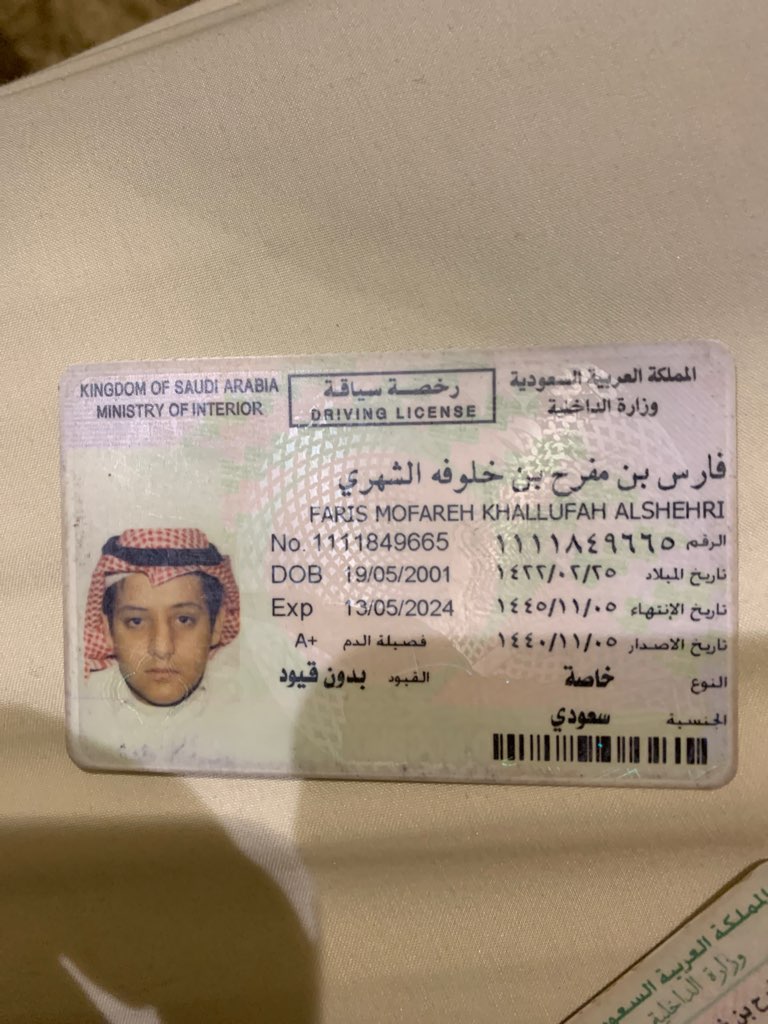 KINGDOM OF SAUDI ARABIA
MINISTRY OF INTERIOR
رخصة سياقة
DRIVING LICENSE
المملكة العربية السعودية
وزارة الداخلية
فارس بن مفرح بن خلوفه الشهري
FARIS MOFAREH KHALLUFAH ALSHEHRI
No. 1111849665 الرقم ١١١١٨٤٩٦٦٥
DOB 19/05/2001 تاريخ الميلاد ١٤٢٢/٠٢/٢٥
Exp 13/05/2024 تاريخ الإنتهاء ١٤٤٥/١١/٠٥
A+ فصيلة الدم تاريخ الاصدار ١٤٤٠/١١/٠٥
القيود بدون قيود النوع خاصة
الجنسية سعودي
المملكة العربية السعو
وزارة الداخلية